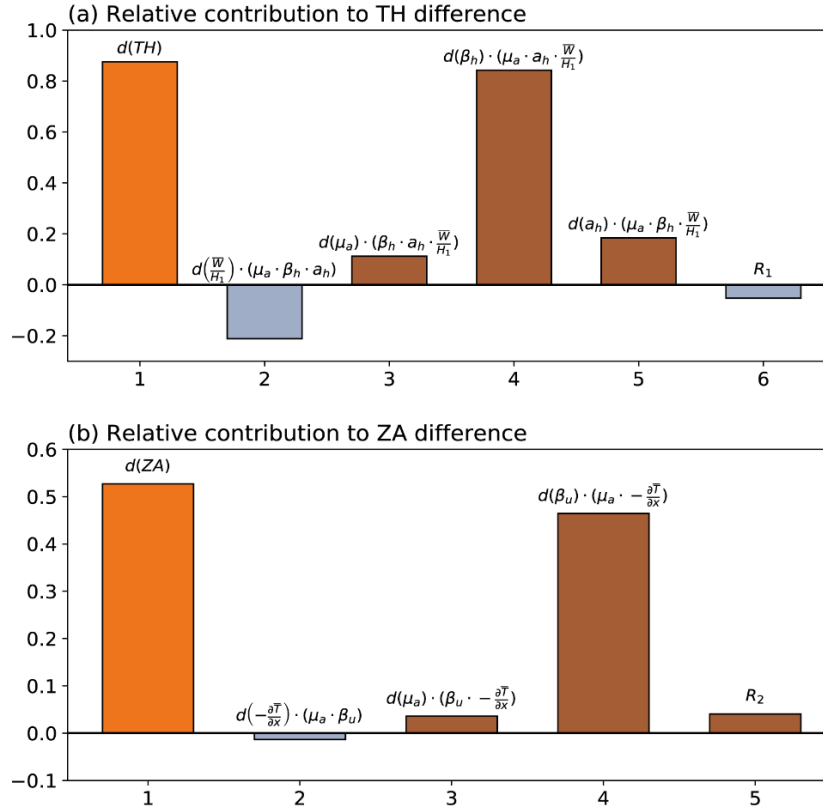 (a) Relative contribution to TH difference
1.0
0.8
0.6
0.4
0.2
0.0
−0.2
d(TH)
d(W̅/H₁)·(μₐ·βₕ·aₕ)
d(μₐ)·(βₕ·aₕ·W̅/H₁)
d(βₕ)·(μₐ·aₕ·W̅/H₁)
d(aₕ)·(μₐ·βₕ·W̅/H₁)
R₁
1 2 3 4 5 6
(b) Relative contribution to ZA difference
0.6
0.5
0.4
0.3
0.2
0.1
0.0
−0.1
d(ZA)
d(−∂T̅/∂x)·(μₐ·βᵤ)
d(μₐ)·(βᵤ·−∂T̅/∂x)
d(βᵤ)·(μₐ·−∂T̅/∂x)
R₂
1 2 3 4 5